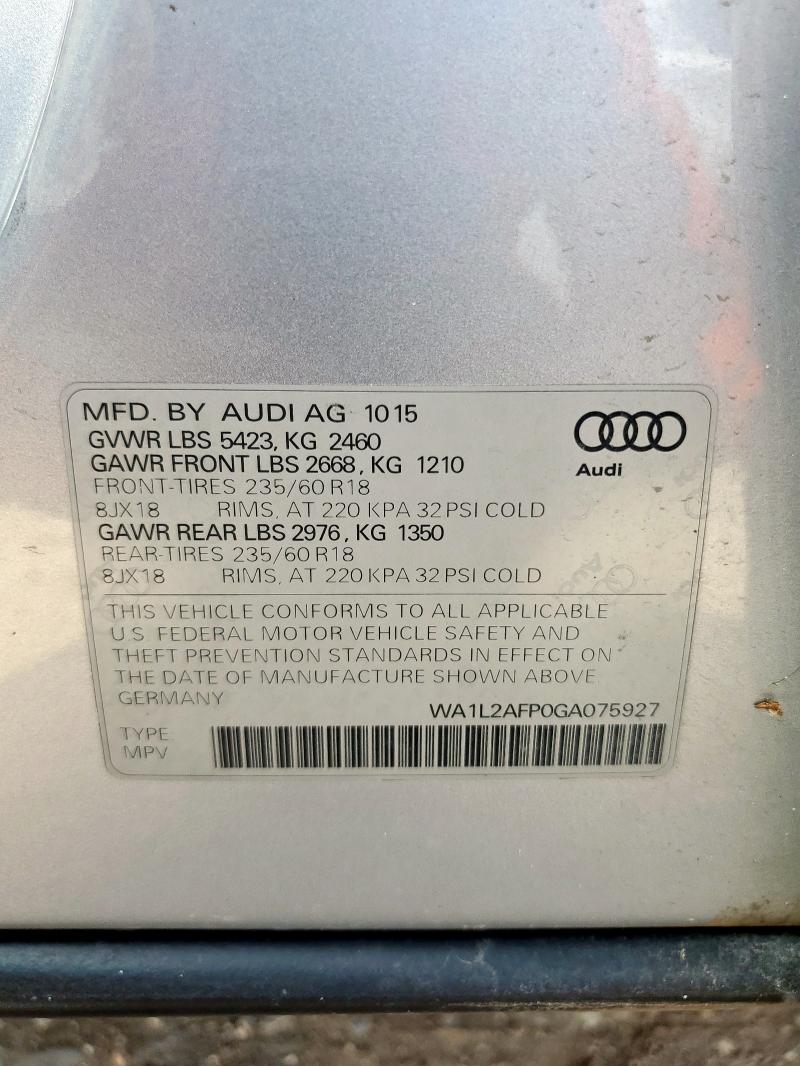 MFD. BY AUDI AG 10 15
GVWR LBS 5423, KG 2460
GAWR FRONT LBS 2668, KG 1210
FRONT-TIRES 235/60 R18
8JX18 RIMS, AT 220 KPA 32 PSI COLD
GAWR REAR LBS 2976, KG 1350
REAR-TIRES 235/60 R18
8JX18 RIMS, AT 220 KPA 32 PSI COLD
Audi
THIS VEHICLE CONFORMS TO ALL APPLICABLE
U.S. FEDERAL MOTOR VEHICLE SAFETY AND
THEFT PREVENTION STANDARDS IN EFFECT ON
THE DATE OF MANUFACTURE SHOWN ABOVE
GERMANY
WA1L2AFP0GA075927
TYPE
MPV